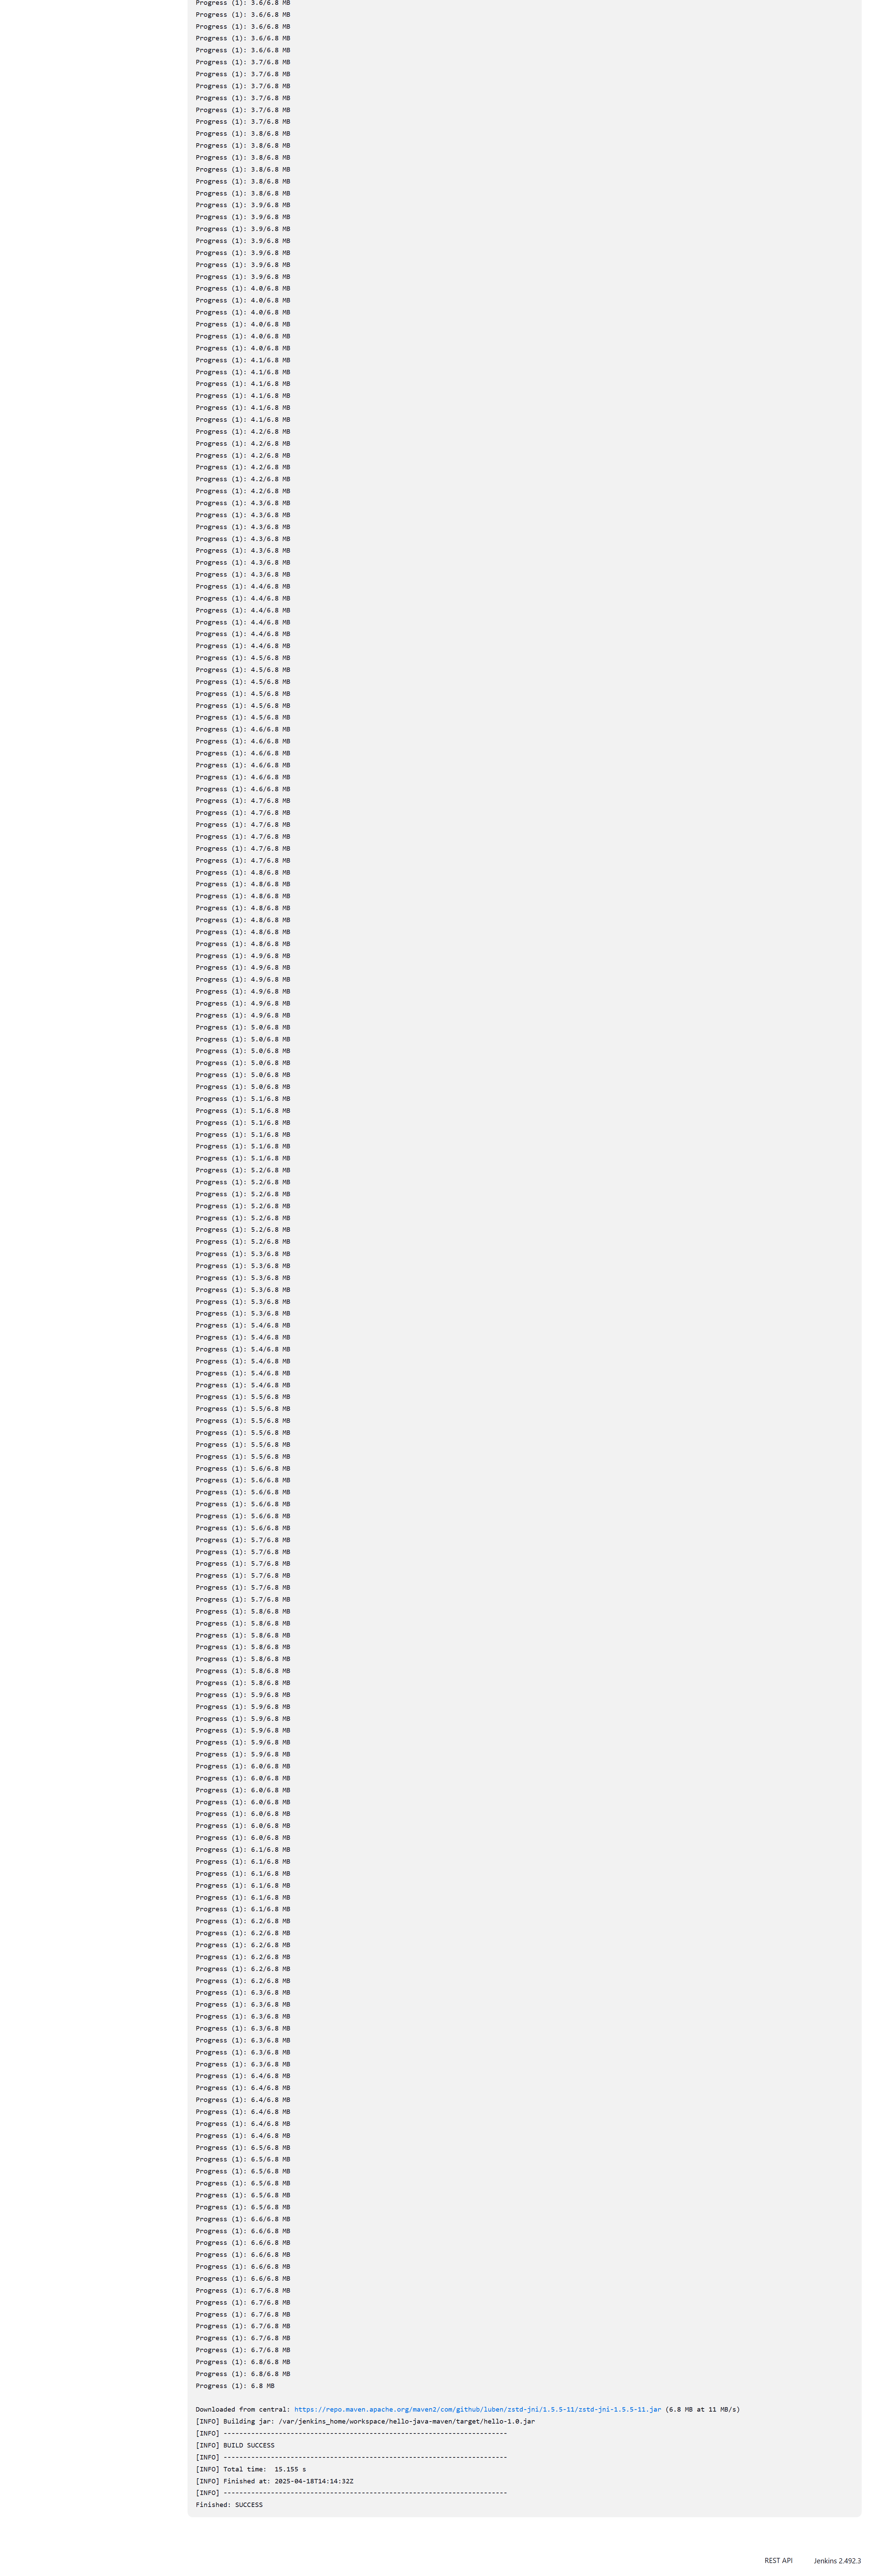 Progress (1): 3.6/6.8 MB
Progress (1): 3.6/6.8 MB
Progress (1): 3.6/6.8 MB
Progress (1): 3.6/6.8 MB
Progress (1): 3.6/6.8 MB
Progress (1): 3.7/6.8 MB
Progress (1): 3.7/6.8 MB
Progress (1): 3.7/6.8 MB
Progress (1): 3.7/6.8 MB
Progress (1): 3.7/6.8 MB
Progress (1): 3.7/6.8 MB
Progress (1): 3.8/6.8 MB
Progress (1): 3.8/6.8 MB
Progress (1): 3.8/6.8 MB
Progress (1): 3.8/6.8 MB
Progress (1): 3.8/6.8 MB
Progress (1): 3.8/6.8 MB
Progress (1): 3.9/6.8 MB
Progress (1): 3.9/6.8 MB
Progress (1): 3.9/6.8 MB
Progress (1): 3.9/6.8 MB
Progress (1): 3.9/6.8 MB
Progress (1): 3.9/6.8 MB
Progress (1): 3.9/6.8 MB
Progress (1): 4.0/6.8 MB
Progress (1): 4.0/6.8 MB
Progress (1): 4.0/6.8 MB
Progress (1): 4.0/6.8 MB
Progress (1): 4.0/6.8 MB
Progress (1): 4.0/6.8 MB
Progress (1): 4.1/6.8 MB
Progress (1): 4.1/6.8 MB
Progress (1): 4.1/6.8 MB
Progress (1): 4.1/6.8 MB
Progress (1): 4.1/6.8 MB
Progress (1): 4.1/6.8 MB
Progress (1): 4.2/6.8 MB
Progress (1): 4.2/6.8 MB
Progress (1): 4.2/6.8 MB
Progress (1): 4.2/6.8 MB
Progress (1): 4.2/6.8 MB
Progress (1): 4.2/6.8 MB
Progress (1): 4.3/6.8 MB
Progress (1): 4.3/6.8 MB
Progress (1): 4.3/6.8 MB
Progress (1): 4.3/6.8 MB
Progress (1): 4.3/6.8 MB
Progress (1): 4.3/6.8 MB
Progress (1): 4.3/6.8 MB
Progress (1): 4.4/6.8 MB
Progress (1): 4.4/6.8 MB
Progress (1): 4.4/6.8 MB
Progress (1): 4.4/6.8 MB
Progress (1): 4.4/6.8 MB
Progress (1): 4.4/6.8 MB
Progress (1): 4.5/6.8 MB
Progress (1): 4.5/6.8 MB
Progress (1): 4.5/6.8 MB
Progress (1): 4.5/6.8 MB
Progress (1): 4.5/6.8 MB
Progress (1): 4.5/6.8 MB
Progress (1): 4.6/6.8 MB
Progress (1): 4.6/6.8 MB
Progress (1): 4.6/6.8 MB
Progress (1): 4.6/6.8 MB
Progress (1): 4.6/6.8 MB
Progress (1): 4.6/6.8 MB
Progress (1): 4.7/6.8 MB
Progress (1): 4.7/6.8 MB
Progress (1): 4.7/6.8 MB
Progress (1): 4.7/6.8 MB
Progress (1): 4.7/6.8 MB
Progress (1): 4.7/6.8 MB
Progress (1): 4.8/6.8 MB
Progress (1): 4.8/6.8 MB
Progress (1): 4.8/6.8 MB
Progress (1): 4.8/6.8 MB
Progress (1): 4.8/6.8 MB
Progress (1): 4.8/6.8 MB
Progress (1): 4.8/6.8 MB
Progress (1): 4.9/6.8 MB
Progress (1): 4.9/6.8 MB
Progress (1): 4.9/6.8 MB
Progress (1): 4.9/6.8 MB
Progress (1): 4.9/6.8 MB
Progress (1): 4.9/6.8 MB
Progress (1): 5.0/6.8 MB
Progress (1): 5.0/6.8 MB
Progress (1): 5.0/6.8 MB
Progress (1): 5.0/6.8 MB
Progress (1): 5.0/6.8 MB
Progress (1): 5.0/6.8 MB
Progress (1): 5.1/6.8 MB
Progress (1): 5.1/6.8 MB
Progress (1): 5.1/6.8 MB
Progress (1): 5.1/6.8 MB
Progress (1): 5.1/6.8 MB
Progress (1): 5.1/6.8 MB
Progress (1): 5.2/6.8 MB
Progress (1): 5.2/6.8 MB
Progress (1): 5.2/6.8 MB
Progress (1): 5.2/6.8 MB
Progress (1): 5.2/6.8 MB
Progress (1): 5.2/6.8 MB
Progress (1): 5.2/6.8 MB
Progress (1): 5.3/6.8 MB
Progress (1): 5.3/6.8 MB
Progress (1): 5.3/6.8 MB
Progress (1): 5.3/6.8 MB
Progress (1): 5.3/6.8 MB
Progress (1): 5.3/6.8 MB
Progress (1): 5.4/6.8 MB
Progress (1): 5.4/6.8 MB
Progress (1): 5.4/6.8 MB
Progress (1): 5.4/6.8 MB
Progress (1): 5.4/6.8 MB
Progress (1): 5.4/6.8 MB
Progress (1): 5.5/6.8 MB
Progress (1): 5.5/6.8 MB
Progress (1): 5.5/6.8 MB
Progress (1): 5.5/6.8 MB
Progress (1): 5.5/6.8 MB
Progress (1): 5.5/6.8 MB
Progress (1): 5.6/6.8 MB
Progress (1): 5.6/6.8 MB
Progress (1): 5.6/6.8 MB
Progress (1): 5.6/6.8 MB
Progress (1): 5.6/6.8 MB
Progress (1): 5.6/6.8 MB
Progress (1): 5.7/6.8 MB
Progress (1): 5.7/6.8 MB
Progress (1): 5.7/6.8 MB
Progress (1): 5.7/6.8 MB
Progress (1): 5.7/6.8 MB
Progress (1): 5.7/6.8 MB
Progress (1): 5.8/6.8 MB
Progress (1): 5.8/6.8 MB
Progress (1): 5.8/6.8 MB
Progress (1): 5.8/6.8 MB
Progress (1): 5.8/6.8 MB
Progress (1): 5.8/6.8 MB
Progress (1): 5.8/6.8 MB
Progress (1): 5.9/6.8 MB
Progress (1): 5.9/6.8 MB
Progress (1): 5.9/6.8 MB
Progress (1): 5.9/6.8 MB
Progress (1): 5.9/6.8 MB
Progress (1): 5.9/6.8 MB
Progress (1): 6.0/6.8 MB
Progress (1): 6.0/6.8 MB
Progress (1): 6.0/6.8 MB
Progress (1): 6.0/6.8 MB
Progress (1): 6.0/6.8 MB
Progress (1): 6.0/6.8 MB
Progress (1): 6.0/6.8 MB
Progress (1): 6.1/6.8 MB
Progress (1): 6.1/6.8 MB
Progress (1): 6.1/6.8 MB
Progress (1): 6.1/6.8 MB
Progress (1): 6.1/6.8 MB
Progress (1): 6.1/6.8 MB
Progress (1): 6.2/6.8 MB
Progress (1): 6.2/6.8 MB
Progress (1): 6.2/6.8 MB
Progress (1): 6.2/6.8 MB
Progress (1): 6.2/6.8 MB
Progress (1): 6.2/6.8 MB
Progress (1): 6.3/6.8 MB
Progress (1): 6.3/6.8 MB
Progress (1): 6.3/6.8 MB
Progress (1): 6.3/6.8 MB
Progress (1): 6.3/6.8 MB
Progress (1): 6.3/6.8 MB
Progress (1): 6.3/6.8 MB
Progress (1): 6.4/6.8 MB
Progress (1): 6.4/6.8 MB
Progress (1): 6.4/6.8 MB
Progress (1): 6.4/6.8 MB
Progress (1): 6.4/6.8 MB
Progress (1): 6.4/6.8 MB
Progress (1): 6.5/6.8 MB
Progress (1): 6.5/6.8 MB
Progress (1): 6.5/6.8 MB
Progress (1): 6.5/6.8 MB
Progress (1): 6.5/6.8 MB
Progress (1): 6.5/6.8 MB
Progress (1): 6.6/6.8 MB
Progress (1): 6.6/6.8 MB
Progress (1): 6.6/6.8 MB
Progress (1): 6.6/6.8 MB
Progress (1): 6.6/6.8 MB
Progress (1): 6.6/6.8 MB
Progress (1): 6.7/6.8 MB
Progress (1): 6.7/6.8 MB
Progress (1): 6.7/6.8 MB
Progress (1): 6.7/6.8 MB
Progress (1): 6.7/6.8 MB
Progress (1): 6.7/6.8 MB
Progress (1): 6.8/6.8 MB
Progress (1): 6.8/6.8 MB
Progress (1): 6.8 MB
Downloaded from central: https://repo.maven.apache.org/maven2/com/github/luben/zstd-jni/1.5.5-11/zstd-jni-1.5.5-11.jar (6.8 MB at 11 MB/s)
[INFO] Building jar: /var/jenkins_home/workspace/hello-java-maven/target/hello-1.0.jar
[INFO] ------------------------------------------------------------------------
[INFO] BUILD SUCCESS
[INFO] ------------------------------------------------------------------------
[INFO] Total time:  15.155 s
[INFO] Finished at: 2025-04-18T14:14:32Z
[INFO] ------------------------------------------------------------------------
Finished: SUCCESS
REST API Jenkins 2.492.3